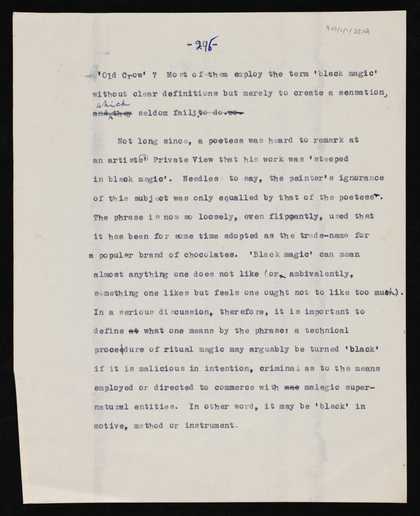 - 296 -
'Old Crow' ? Most of them employ the term 'black magic'
without clear definitions but merely to create a sensation,
which
and they seldom fails to do so.
Not long since, a poetess was heard to remark at
an artist's Private View that his work was 'steeped
in black magic'. Needless to say, the painter's ignorance
of this subject was only equalled by that of the poetess.
The phrase is now so loosely, even flippantly, used that
it has been for some time adopted as the trade-name for
a popular brand of chocolates. 'Black magic' can mean
almost anything one does not like (or, ambivalently,
something one likes but feels one ought not to like too much).
In a serious discussion, therefore, it is important to
define what one means by the phrase: a technical
procedure of ritual magic may arguably be turned 'black'
if it is malicious in intention, criminal as to the means
employed or directed to commerce with malefic super-
natural entities. In other word, it may be 'black' in
motive, method or instrument.